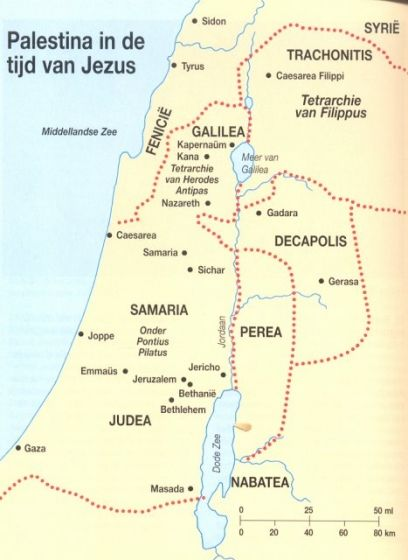 Palestina in de
tijd van Jezus
Sidon
SYRIË
Tyrus
TRACHONITIS
Caesarea Filippi
Tetrarchie
van Filippus
Middellandse Zee
FENICIË
GALILEA
Kapernaüm
Kana
Meer van
Galilea
Tetrarchie
van Herodes
Antipas
Nazareth
Gadara
Caesarea
DECAPOLIS
Samaria
Sichar
Gerasa
SAMARIA
Onder
Pontius
Pilatus
Jordaan
PEREA
Joppe
Emmaüs
Jericho
Jeruzalem
Bethanië
Bethlehem
JUDEA
Gaza
Dode Zee
Masada
NABATEA
0 25 50 ml
0 20 40 60 80 km